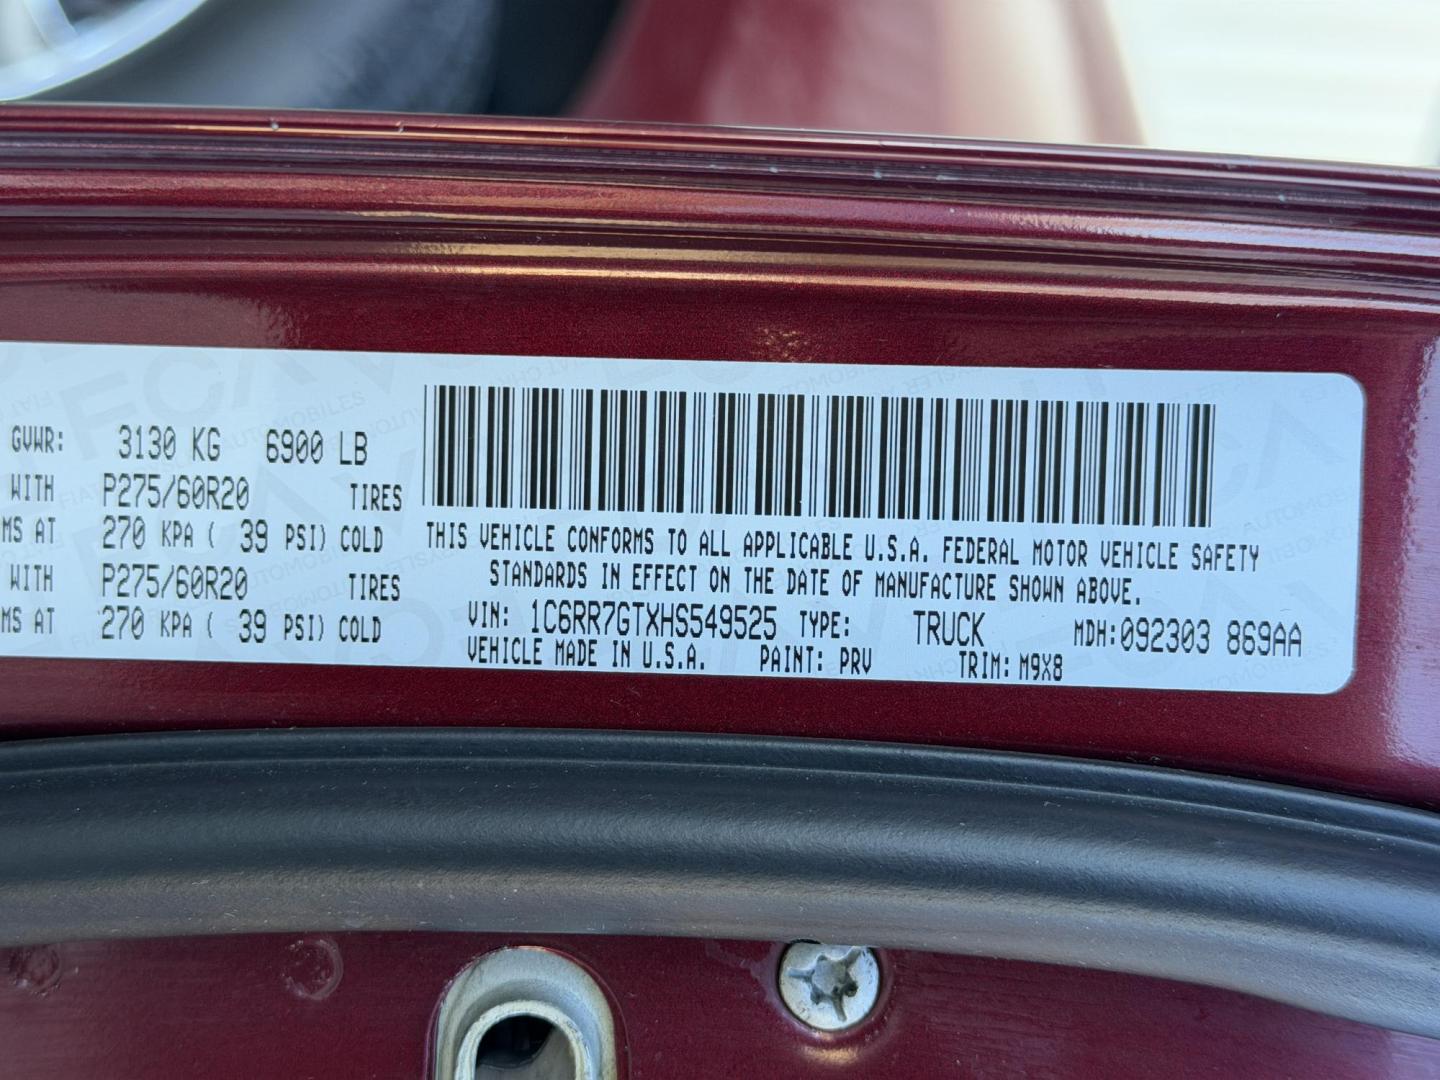 GVWR: 3130 KG 6900 LB
WITH P275/60R20 TIRES
MS AT 270 KPA ( 39 PSI) COLD
WITH P275/60R20 TIRES
MS AT 270 KPA ( 39 PSI) COLD
THIS VEHICLE CONFORMS TO ALL APPLICABLE U.S.A. FEDERAL MOTOR VEHICLE SAFETY
STANDARDS IN EFFECT ON THE DATE OF MANUFACTURE SHOWN ABOVE.
VIN: 1C6RR7GTXHS549525 TYPE: TRUCK MDH:092303 869AA
VEHICLE MADE IN U.S.A. PAINT: PRV TRIM: M9X8